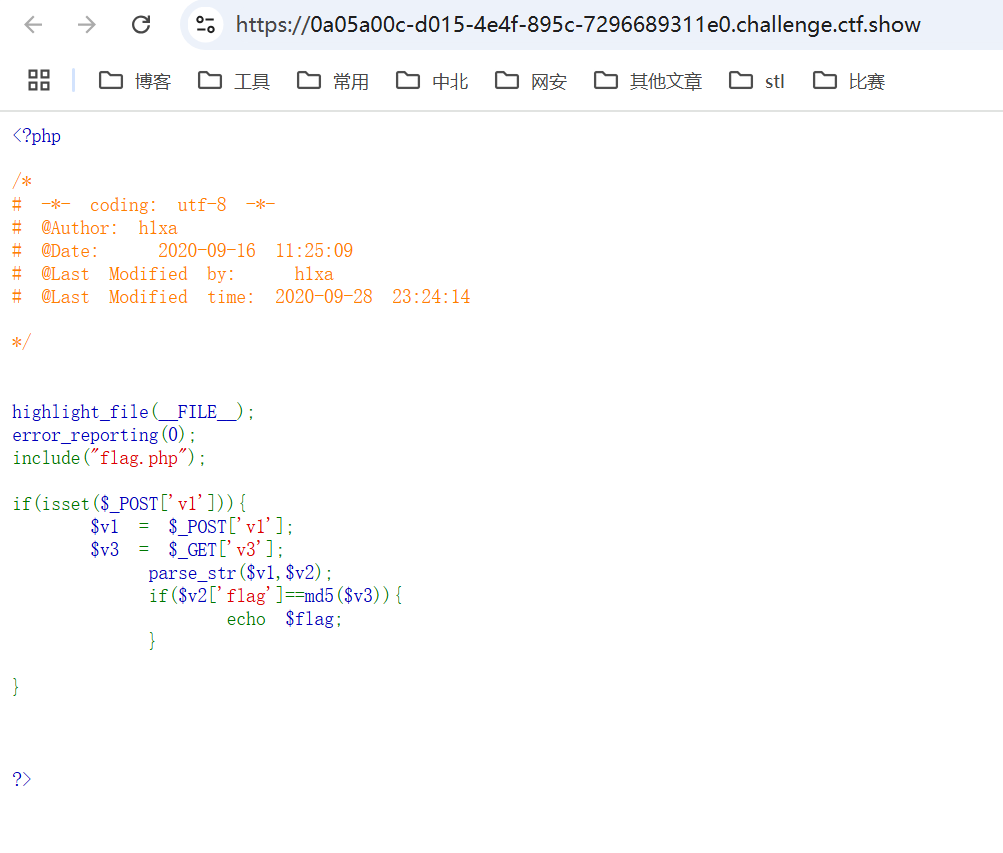 https://0a05a00c-d015-4e4f-895c-7296689311e0.challenge.ctf.show
博客 工具 常用 中北 网安 其他文章 stl 比赛
<?php
/*
# -*- coding: utf-8 -*-
# @Author: hlxa
# @Date:   2020-09-16 11:25:09
# @Last Modified by:   hlxa
# @Last Modified time: 2020-09-28 23:24:14
*/
highlight_file(__FILE__);
error_reporting(0);
include("flag.php");
if(isset($_POST['v1'])){
    $v1 = $_POST['v1'];
    $v3 = $_GET['v3'];
       parse_str($v1,$v2);
       if($v2['flag']==md5($v3)){
           echo $flag;
       }
}
?>